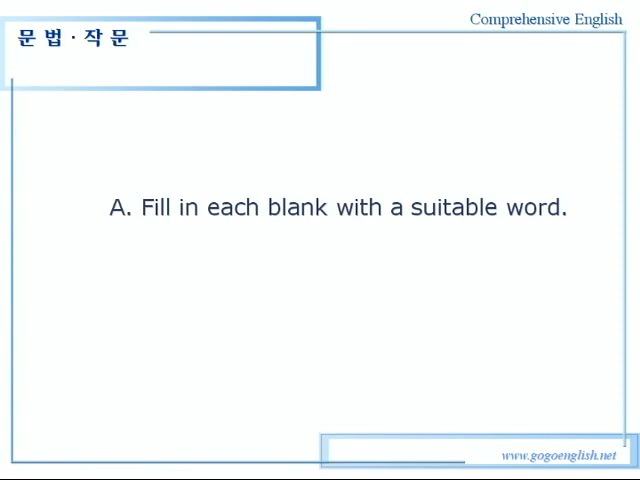 Comprehensive English
문 법 · 작 문
A. Fill in each blank with a suitable word.
www.gogoenglish.net